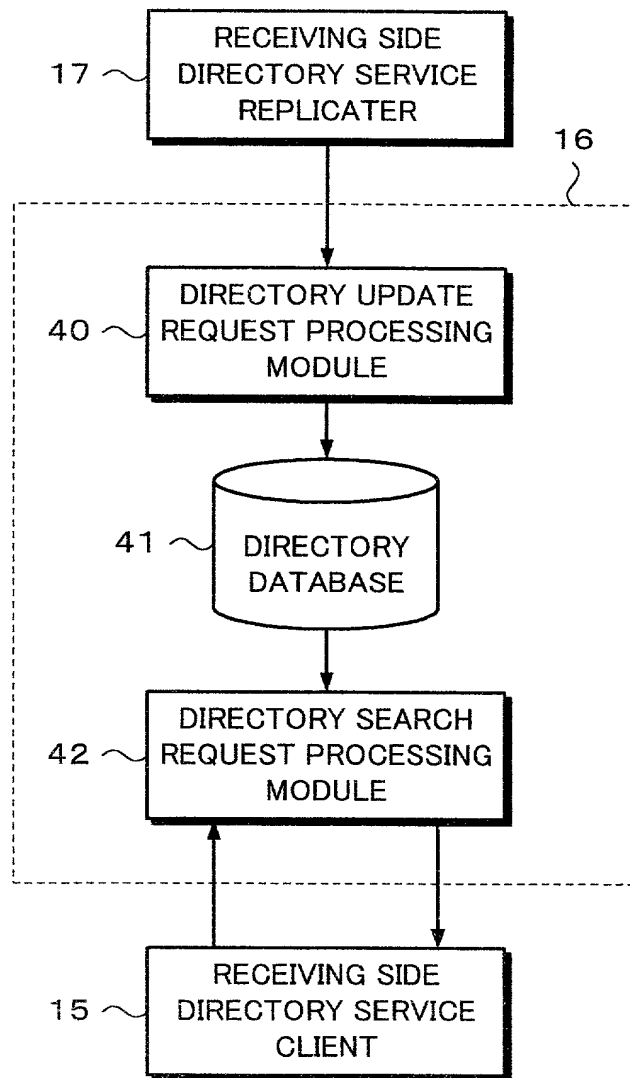 RECEIVING SIDE
DIRECTORY SERVICE
REPLICATER
17
16
DIRECTORY UPDATE
REQUEST PROCESSING
MODULE
40
DIRECTORY
DATABASE
41
DIRECTORY SEARCH
REQUEST PROCESSING
MODULE
42
RECEIVING SIDE
DIRECTORY SERVICE
CLIENT
15